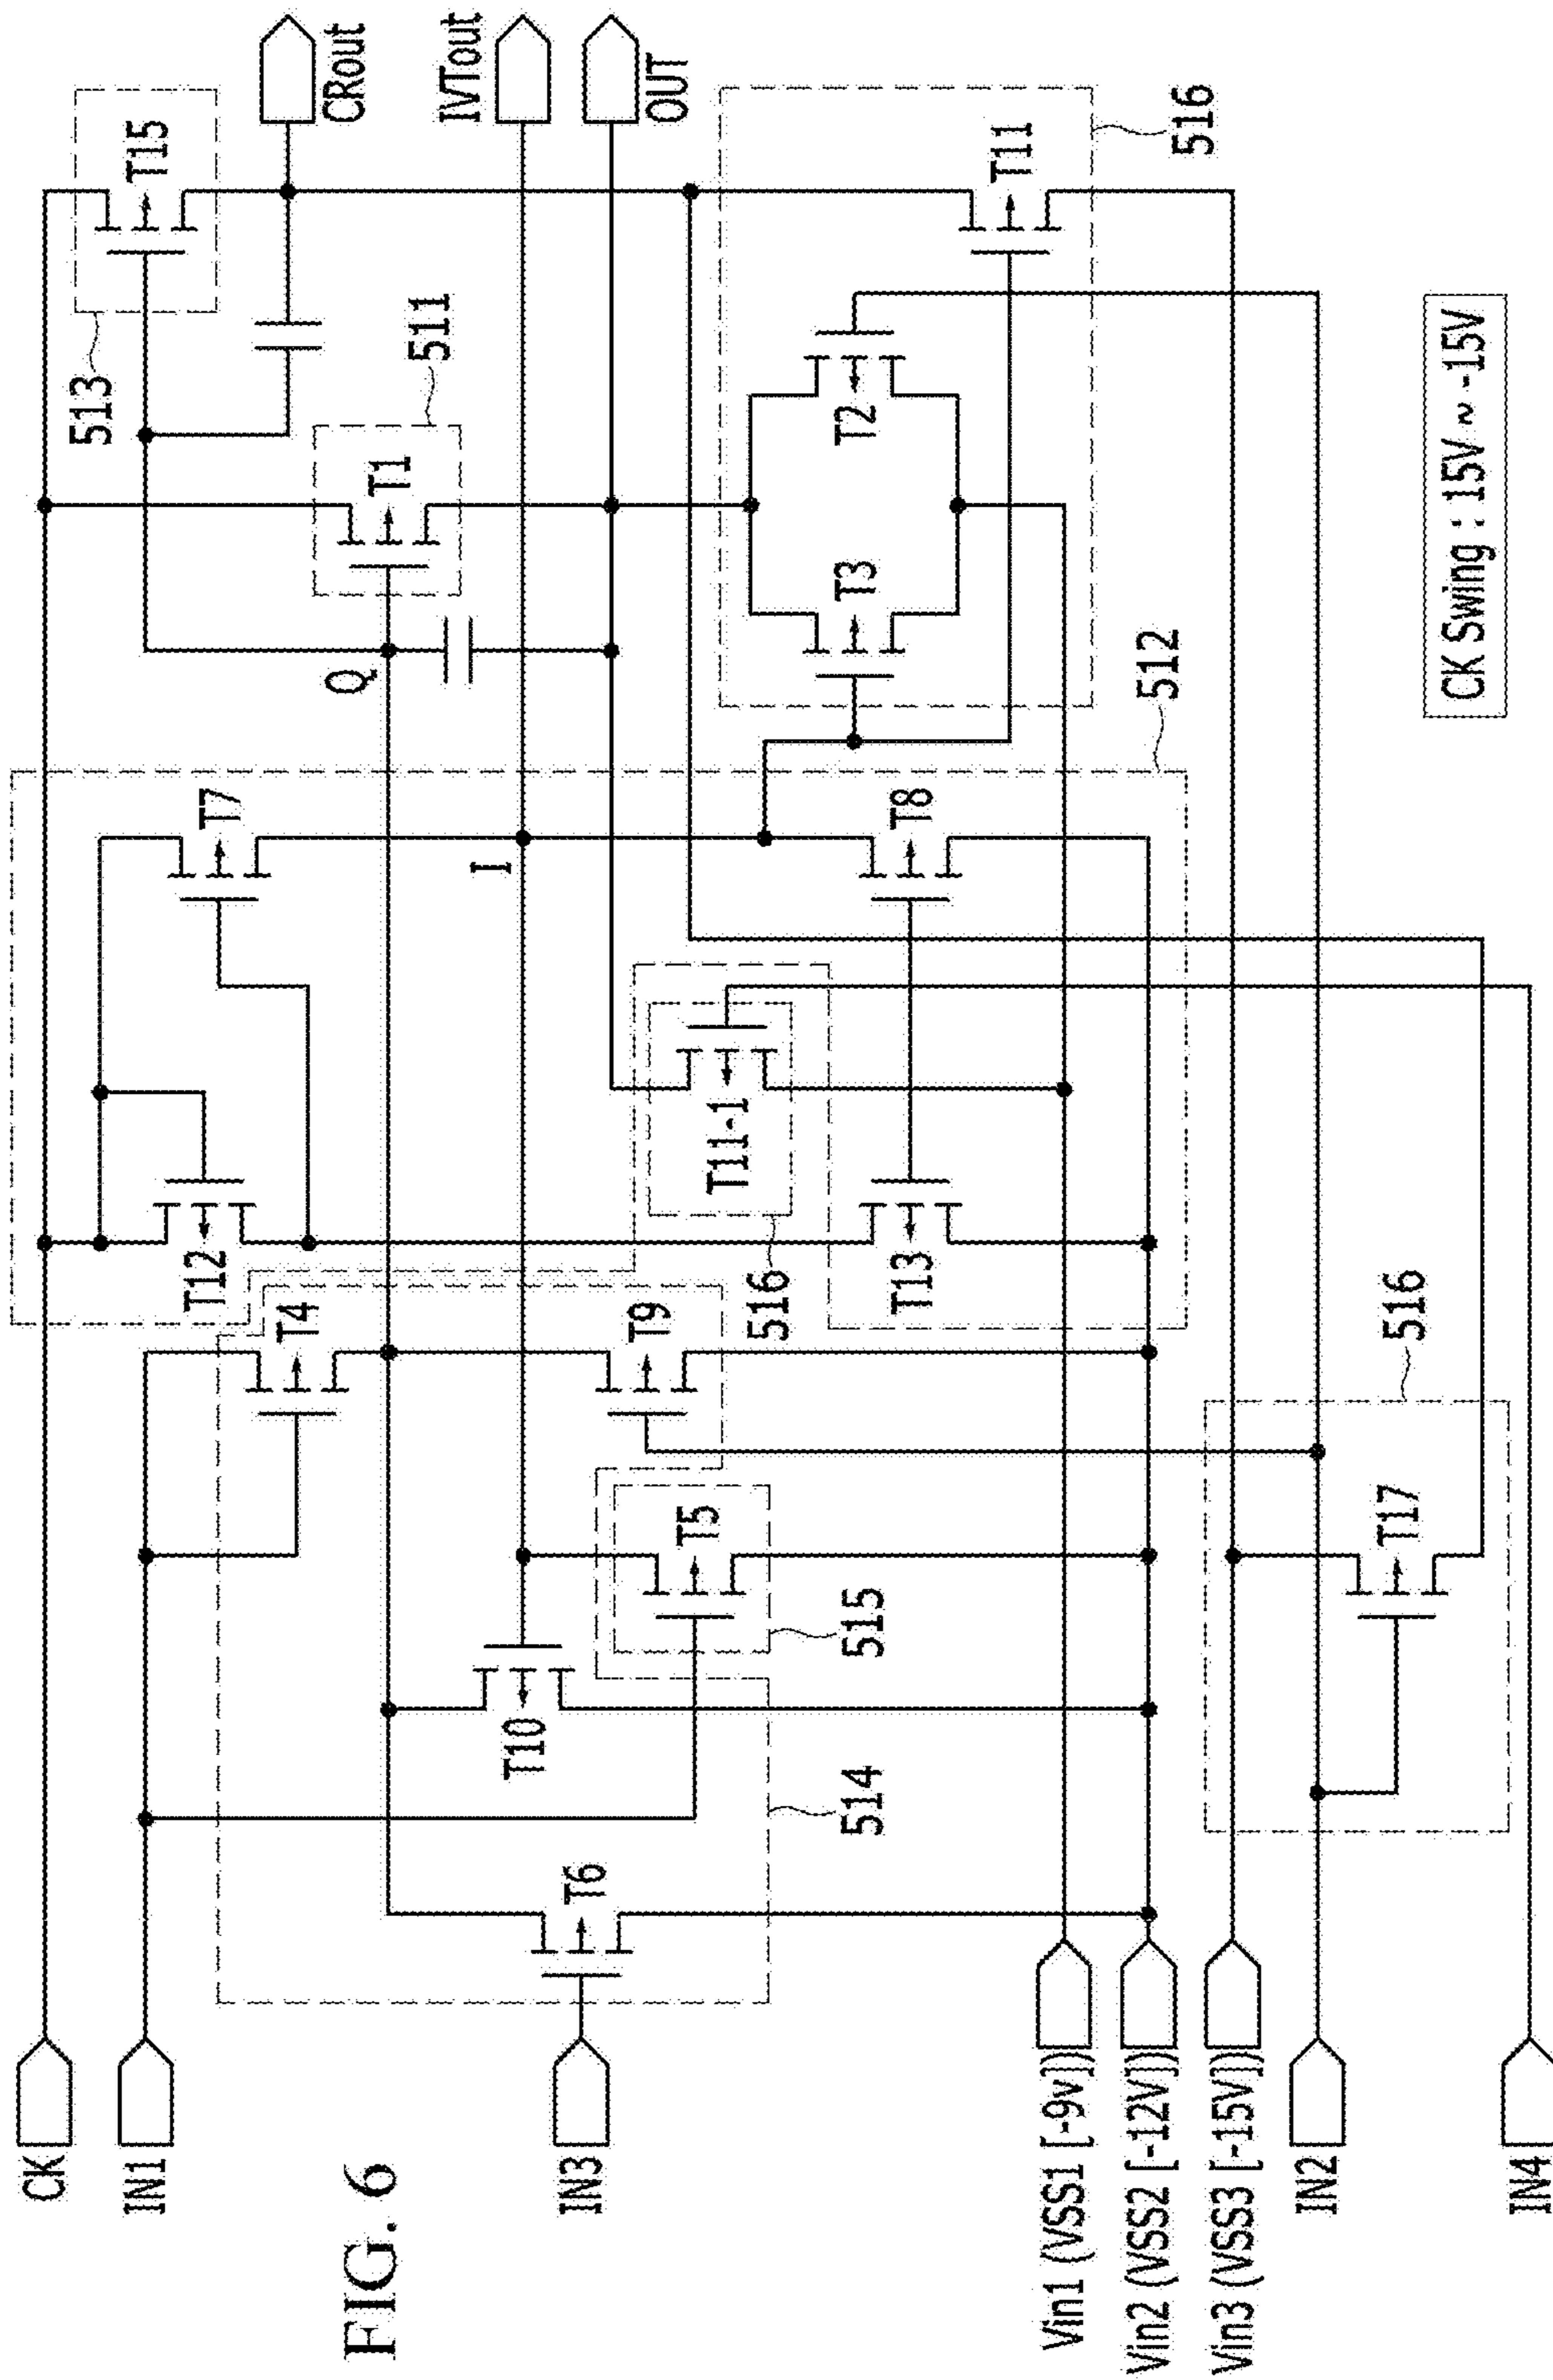 FIG. 6
CK
IN1
IN3
Vin1 (VSS1 [-9v])
Vin2 (VSS2 [-12V])
Vin3 (VSS3 [-15V])
IN2
IN4
T6
514
T10
T5
515
T4
T9
T17
516
T12
T13
T11-1
516
T7
I
T8
512
Q
T1
511
T3
T2
T11
516
513
T15
CRout
IVTout
OUT
CK Swing : 15V ~ -15V